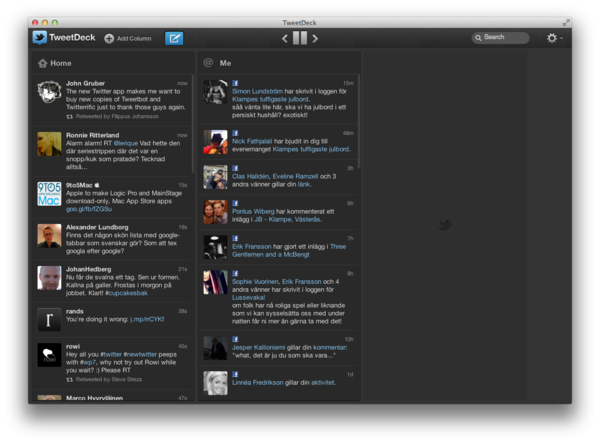 TweetDeck
TweetDeck
Add Column
Search
Home
John Gruber now
The new Twitter app makes me want to
buy new copies of Tweetbot and
Twitterrific just to thank those guys again.
Retweeted by Filippus Johansson
Ronnie Ritterland now
Alarm alarm! RT @lerique Vad hette den
där seriestrippen där det var en
snopp/kuk som pratade? Tecknad
alltså...
9to5Mac 13s
Apple to make Logic Pro and MainStage
download-only, Mac App Store apps
goo.gl/fb/fZGSu
Alexander Lundborg 19s
Finns det någon skön lista med google-
tabbar som svenskar gör? Som att tex
googla efter google?
JohanHedberg 21s
Nu får de svalna ett tag. Sen ur formen.
Kallna på galler. Frostas i morgon på
jobbet. Klart! #cupcakesbak
rands 38s
You're doing it wrong: j.mp/rrCYKf
rowi 45s
Hey all you #twitter #newtwitter peeps
with #wp7, why not try out Rowi while
you wait? :) Please RT
Retweeted by Steve Streza
Marco Hyyryläinen
@ Me
15m
Simon Lundström har skrivit i loggen för
Klampes tuffigaste julbord.
såå vänta lite här, ska vi ha julbord i ett
persiskt hushåll? exotiskt!!
48m
Nick Fathjalali har bjudit in dig till
evenemanget Klampes tuffigaste julbord.
3h
Clas Halldén, Eveline Ramzell och 3
andra vänner gillar din länk.
6h
Pontus Wiberg har kommenterat ett
inlägg i JB - Klampe, Västerås.
7h
Erik Fransson har gjort ett inlägg i Three
Gentlemen and a McBeng!
8h
Sophie Vuorinen, Erik Fransson och 4
andra vänner har skrivit i loggen för
Lussevaka!
om folk har nå roliga spel eller liknande
som vi kan sysselsätta oss med under
natten får ni mer än gärna ta med det!
10h
Jesper Kallioniemi gillar din kommentar:
"what, det är ju du som ska vara..."
1d
Linnéa Fredrikson gillar din aktivitet.